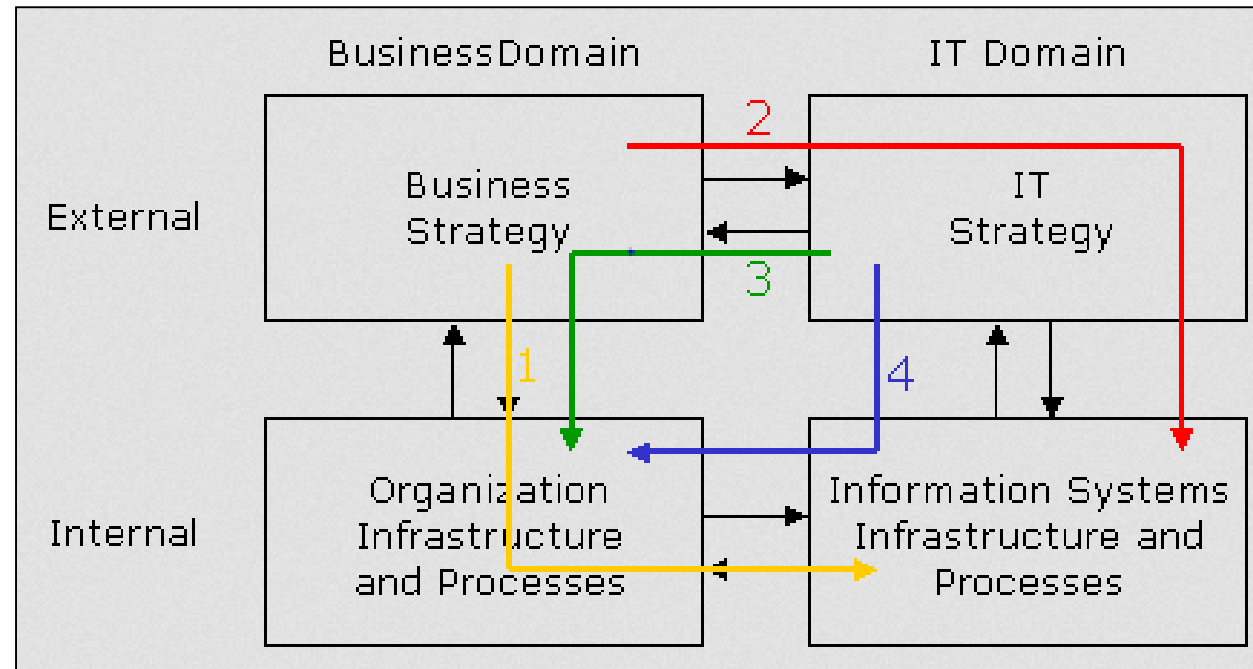 BusinessDomain
IT Domain
2
Business
Strategy
IT
Strategy
External
3
1
4
Organization
Infrastructure
and Processes
Information Systems
Infrastructure and
Processes
Internal